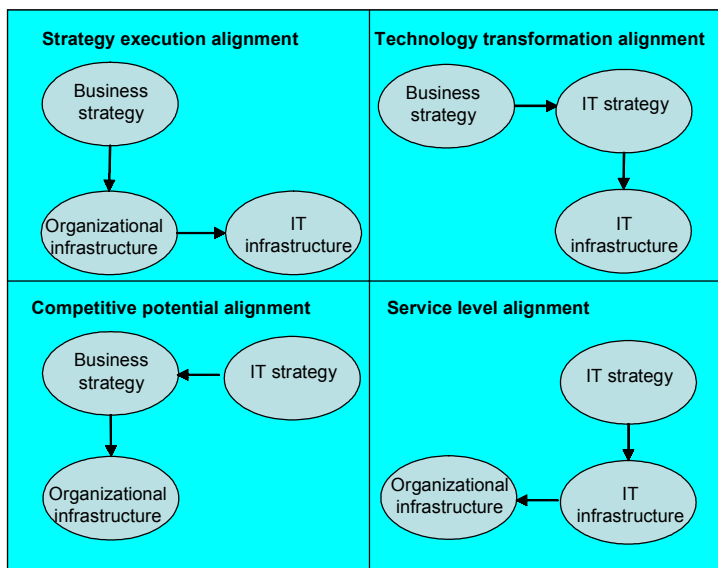 Strategy execution alignment
Business
strategy
Organizational
infrastructure
IT
infrastructure
Technology transformation alignment
Business
strategy
IT strategy
IT
infrastructure
Competitive potential alignment
Business
strategy
IT strategy
Organizational
infrastructure
Service level alignment
IT strategy
Organizational
infrastructure
IT
infrastructure